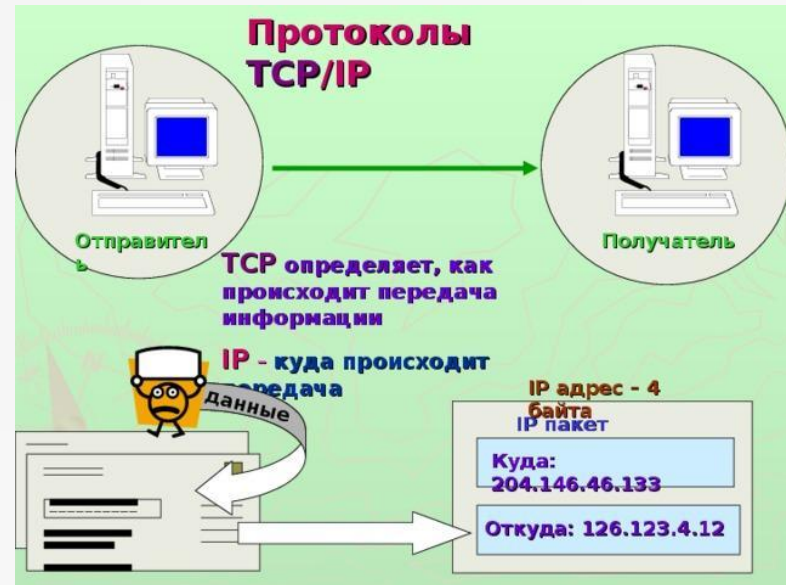 Протоколы
TCP/IP
Отправител
ь
Получатель
TCP определяет, как
происходит передача
информации
IP - куда происходит
передача
данные
IP адрес - 4
байта
IP пакет
Куда:
204.146.46.133
Откуда: 126.123.4.12